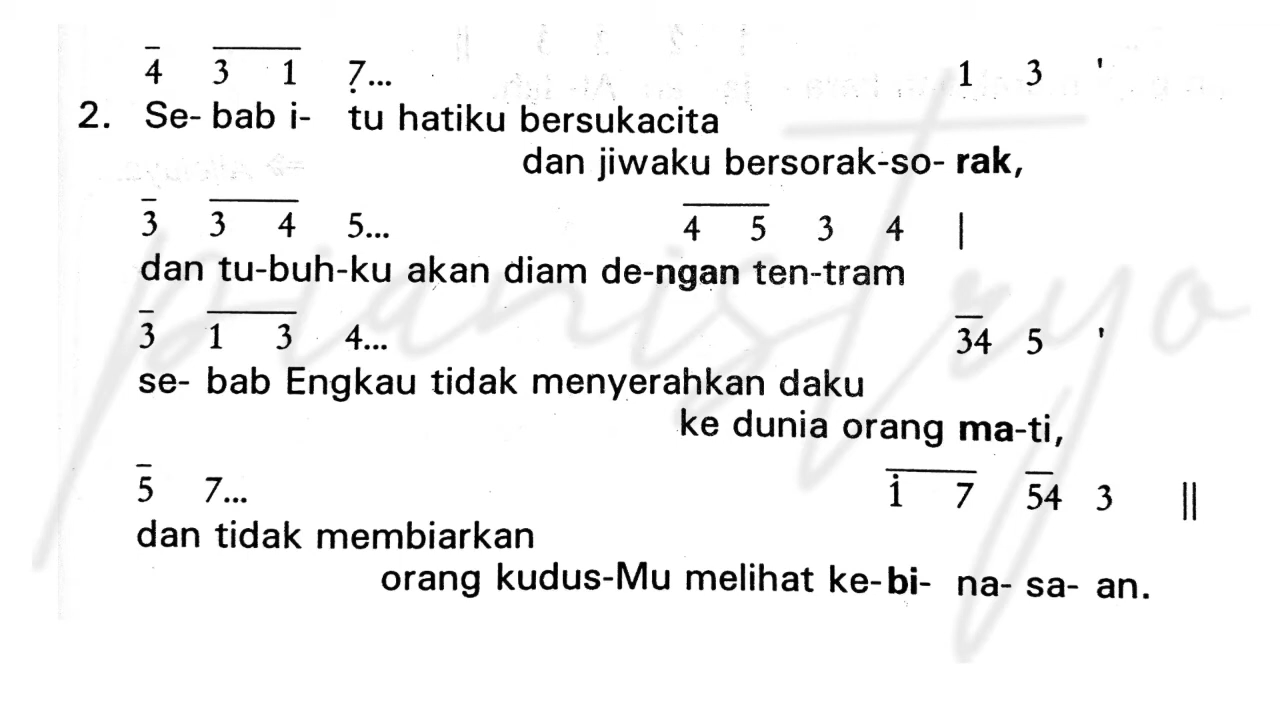 4 3 1 7... 1 3 '
2. Se- bab i- tu hatiku bersukacita
dan jiwaku bersorak-so- rak,
3 3 4 5... 4 5 3 4 |
dan tu-buh-ku akan diam de-ngan ten-tram
3 1 3 4... 34 5 '
se- bab Engkau tidak menyerahkan daku
ke dunia orang ma-ti,
5 7... 1 7 54 3 ||
dan tidak membiarkan
orang kudus-Mu melihat ke-bi- na- sa- an.
pianistryo